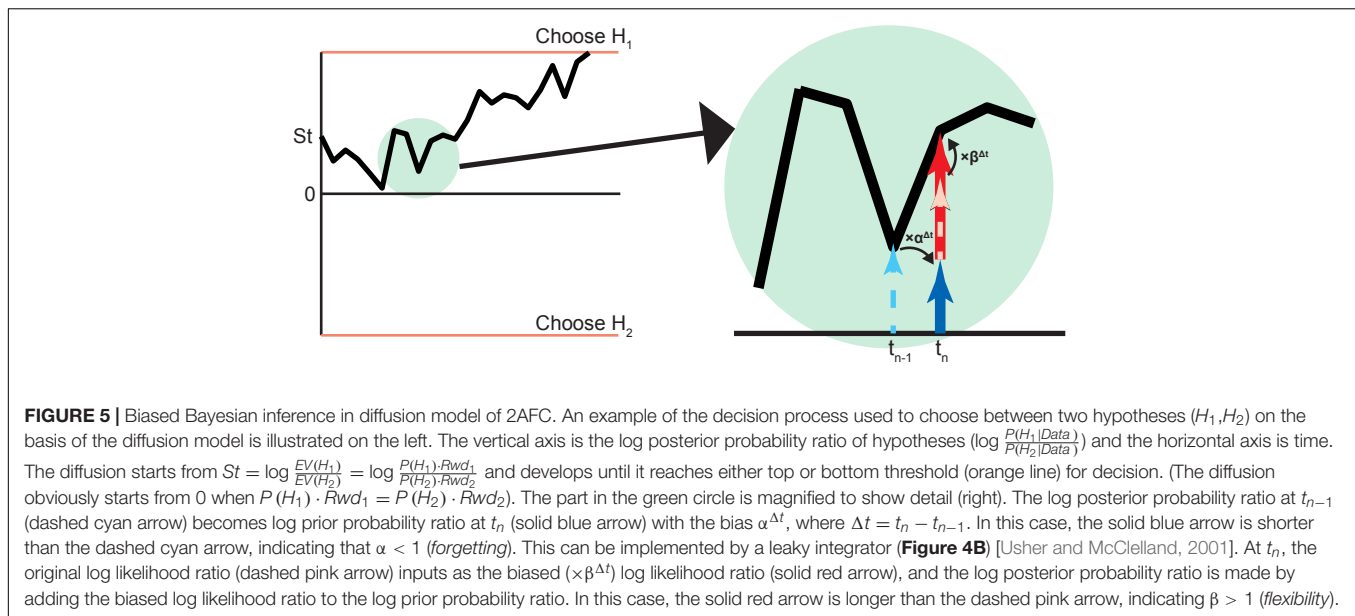 Choose H₁
St
0
Choose H₂
×β^Δt
×α^Δt
tₙ₋₁
tₙ
FIGURE 5 | Biased Bayesian inference in diffusion model of 2AFC. An example of the decision process used to choose between two hypotheses (H₁,H₂) on the
basis of the diffusion model is illustrated on the left. The vertical axis is the log posterior probability ratio of hypotheses (log P(H₁|Data)/P(H₂|Data)) and the horizontal axis is time.
The diffusion starts from St = log EV(H₁)/EV(H₂) = log P(H₁)·Rwd₁/P(H₂)·Rwd₂ and develops until it reaches either top or bottom threshold (orange line) for decision. (The diffusion
obviously starts from 0 when P(H₁) · Rwd₁ = P(H₂) · Rwd₂). The part in the green circle is magnified to show detail (right). The log posterior probability ratio at tₙ₋₁
(dashed cyan arrow) becomes log prior probability ratio at tₙ (solid blue arrow) with the bias α^Δt, where Δt = tₙ − tₙ₋₁. In this case, the solid blue arrow is shorter
than the dashed cyan arrow, indicating that α < 1 (forgetting). This can be implemented by a leaky integrator (Figure 4B) [Usher and McClelland, 2001]. At tₙ, the
original log likelihood ratio (dashed pink arrow) inputs as the biased (×β^Δt) log likelihood ratio (solid red arrow), and the log posterior probability ratio is made by
adding the biased log likelihood ratio to the log prior probability ratio. In this case, the solid red arrow is longer than the dashed pink arrow, indicating β > 1 (flexibility).